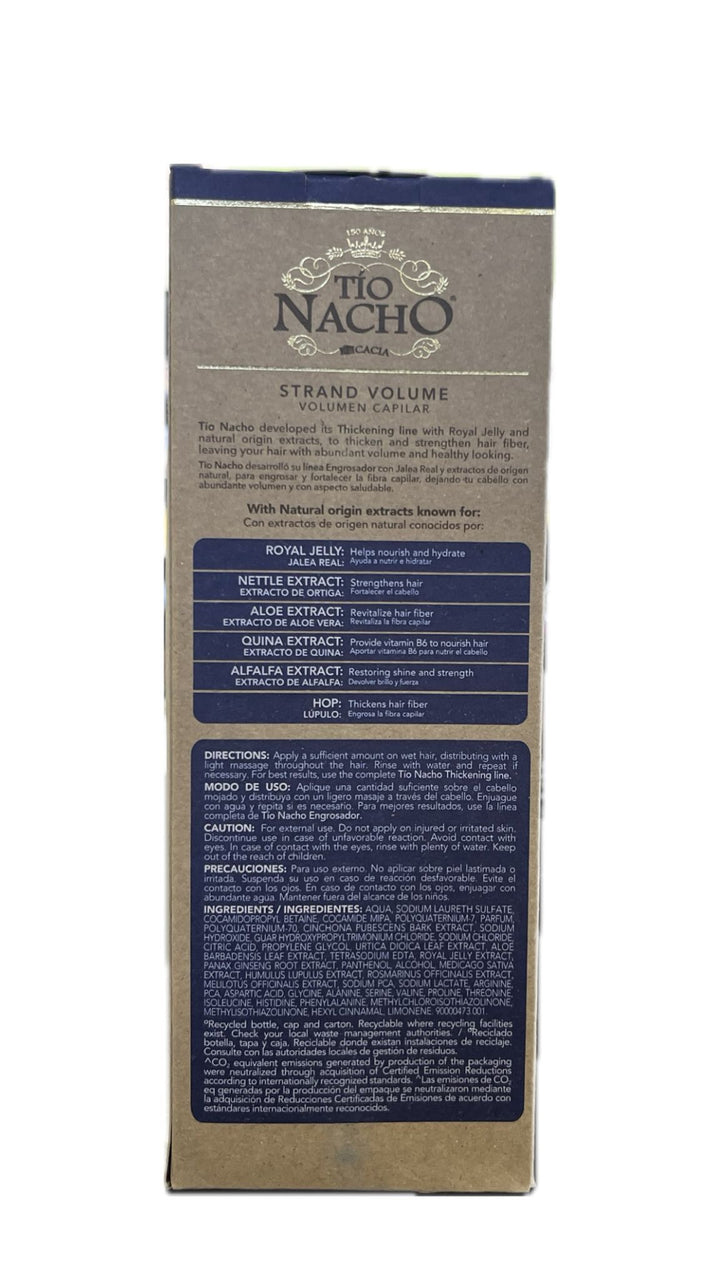 150 AÑOS
TÍO
NACHO®
CACIA
STRAND VOLUME
VOLUMEN CAPILAR
Tío Nacho developed its Thickening line with Royal Jelly and
natural origin extracts, to thicken and strengthen hair fiber,
leaving your hair with abundant volume and healthy looking.
Tío Nacho desarrolló su línea Engrosador con Jalea Real y extractos de origen
natural, para engrosar y fortalecer la fibra capilar, dejando tu cabello con
abundante volumen y con aspecto saludable.
With Natural origin extracts known for:
Con extractos de origen natural conocidos por:
ROYAL JELLY: Helps nourish and hydrate
JALEA REAL: Ayuda a nutrir e hidratar
NETTLE EXTRACT: Strengthens hair
EXTRACTO DE ORTIGA: Fortalecer el cabello
ALOE EXTRACT: Revitalize hair fiber
EXTRACTO DE ALOE VERA: Revitaliza la fibra capilar
QUINA EXTRACT: Provide vitamin B6 to nourish hair
EXTRACTO DE QUINA: Aportar vitamina B6 para nutrir el cabello
ALFALFA EXTRACT: Restoring shine and strength
EXTRACTO DE ALFALFA: Devolver brillo y fuerza
HOP: Thickens hair fiber
LÚPULO: Engrosa la fibra capilar
DIRECTIONS: Apply a sufficient amount on wet hair, distributing with a
light massage throughout the hair. Rinse with water and repeat if
necessary. For best results, use the complete Tío Nacho Thickening line.
MODO DE USO: Aplique una cantidad suficiente sobre el cabello
mojado y distribuya con un ligero masaje a través del cabello. Enjuague
con agua y repita si es necesario. Para mejores resultados, use la línea
completa de Tío Nacho Engrosador.
CAUTION: For external use. Do not apply on injured or irritated skin.
Discontinue use in case of unfavorable reaction. Avoid contact with
eyes. In case of contact with the eyes, rinse with plenty of water. Keep
out of the reach of children.
PRECAUCIONES: Para uso externo. No aplicar sobre piel lastimada o
irritada. Suspenda su uso en caso de reacción desfavorable. Evite el
contacto con los ojos. En caso de contacto con los ojos, enjuagar con
abundante agua. Mantener fuera del alcance de los niños.
INGREDIENTS / INGREDIENTES: AQUA, SODIUM LAURETH SULFATE,
COCAMIDOPROPYL BETAINE, COCAMIDE MIPA, POLYQUATERNIUM-7, PARFUM,
POLYQUATERNIUM-70, CINCHONA PUBESCENS BARK EXTRACT, SODIUM
HYDROXIDE, GUAR HYDROXYPROPYLTRIMONIUM CHLORIDE, SODIUM CHLORIDE,
CITRIC ACID, PROPYLENE GLYCOL, URTICA DIOICA LEAF EXTRACT, ALOE
BARBADENSIS LEAF EXTRACT, TETRASODIUM EDTA, ROYAL JELLY EXTRACT,
PANAX GINSENG ROOT EXTRACT, PANTHENOL, ALCOHOL, MEDICAGO SATIVA
EXTRACT, HUMULUS LUPULUS EXTRACT, ROSMARINUS OFFICINALIS EXTRACT,
MELILOTUS OFFICINALIS EXTRACT, SODIUM PCA, SODIUM LACTATE, ARGININE,
PCA, ASPARTIC ACID, GLYCINE, ALANINE, SERINE, VALINE, PROLINE, THREONINE,
ISOLEUCINE, HISTIDINE, PHENYLALANINE, METHYLCHLOROISOTHIAZOLINONE,
METHYLISOTHIAZOLINONE, HEXYL CINNAMAL, LIMONENE. 90000473.001
Recycled bottle, cap and carton. Recyclable where recycling facilities
exist. Check your local waste management authorities. / Reciclado
botella, tapa y caja. Reciclable donde existan instalaciones de reciclaje.
Consulte con las autoridades locales de gestión de residuos.
^CO₂ equivalent emissions generated by production of the packaging
were neutralized through acquisition of Certified Emission Reductions
according to internationally recognized standards. ^Las emisiones de CO₂
eq generadas por la producción del empaque se neutralizaron mediante
la adquisición de Reducciones Certificadas de Emisiones de acuerdo con
estándares internacionalmente reconocidos.